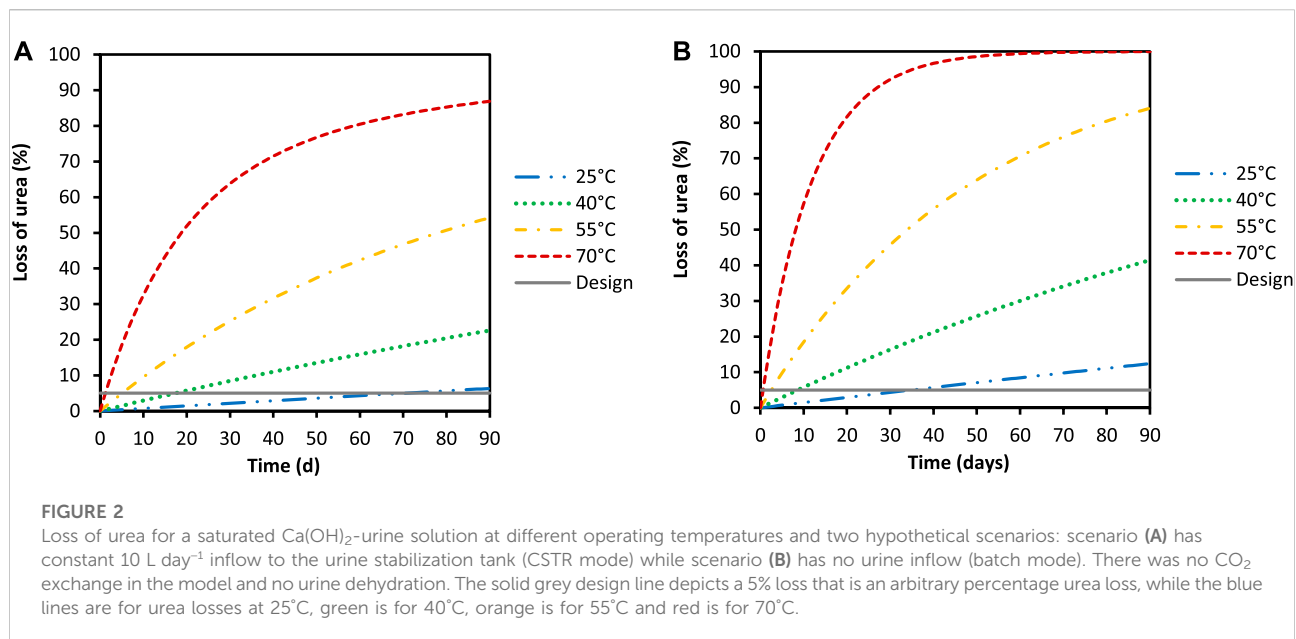 A
100
90
80
70
60
50
40
30
20
10
0
Loss of urea (%)
0 10 20 30 40 50 60 70 80 90
Time (d)
25°C
40°C
55°C
70°C
Design
B
100
90
80
70
60
50
40
30
20
10
0
Loss of urea (%)
0 10 20 30 40 50 60 70 80 90
Time (days)
25°C
40°C
55°C
70°C
Design
FIGURE 2
Loss of urea for a saturated Ca(OH)₂-urine solution at different operating temperatures and two hypothetical scenarios: scenario (A) has
constant 10 L day⁻¹ inflow to the urine stabilization tank (CSTR mode) while scenario (B) has no urine inflow (batch mode). There was no CO₂
exchange in the model and no urine dehydration. The solid grey design line depicts a 5% loss that is an arbitrary percentage urea loss, while the blue
lines are for urea losses at 25°C, green is for 40°C, orange is for 55°C and red is for 70°C.